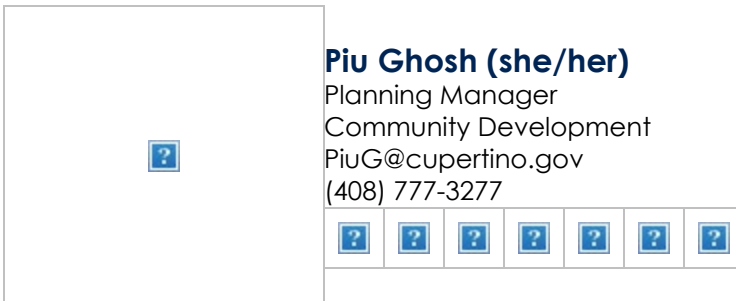 Piu Ghosh (she/her)
Planning Manager
Community Development
PiuG@cupertino.gov
(408) 777-3277